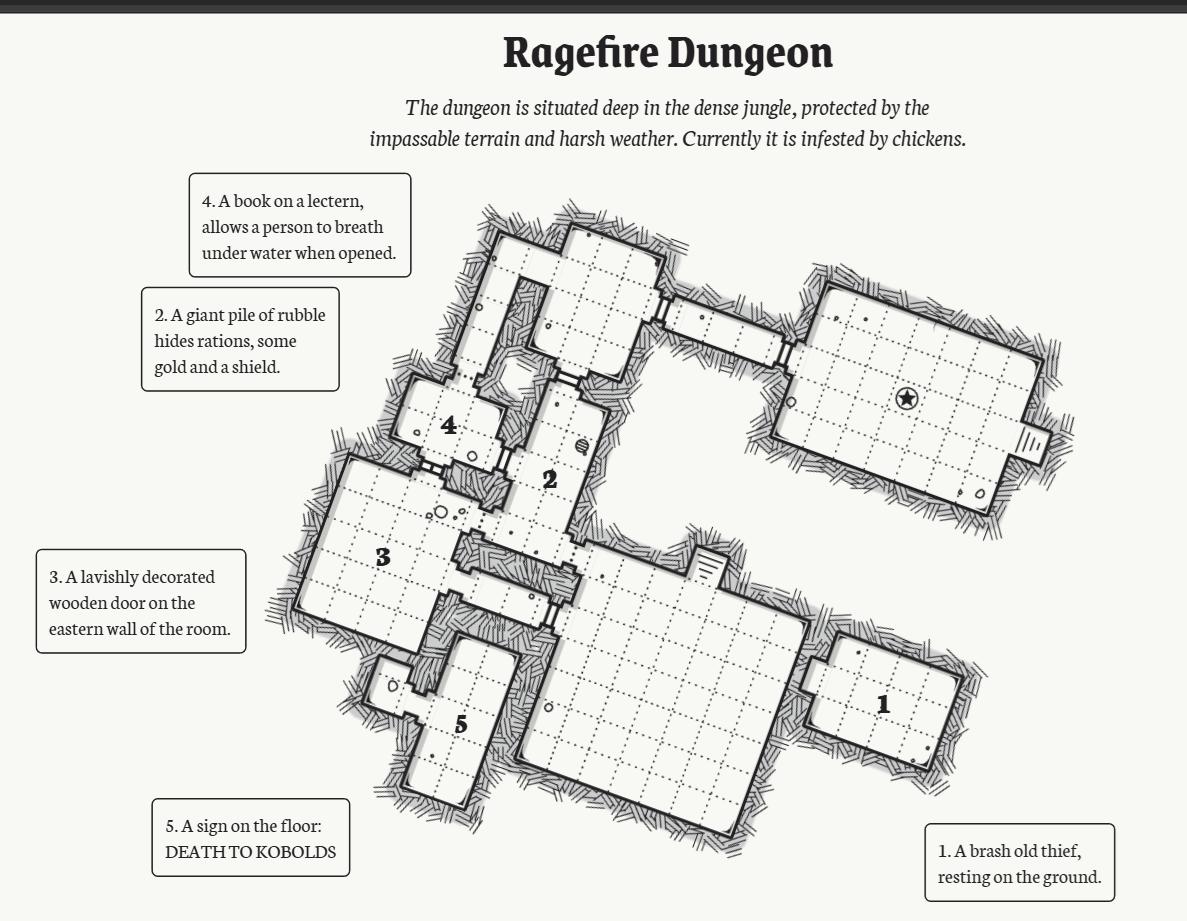 Ragefire Dungeon
The dungeon is situated deep in the dense jungle, protected by the
impassable terrain and harsh weather. Currently it is infested by chickens.
4. A book on a lectern,
allows a person to breath
under water when opened.
2. A giant pile of rubble
hides rations, some
gold and a shield.
4
2
3
3. A lavishly decorated
wooden door on the
eastern wall of the room.
1
5
5. A sign on the floor:
DEATH TO KOBOLDS
1. A brash old thief,
resting on the ground.